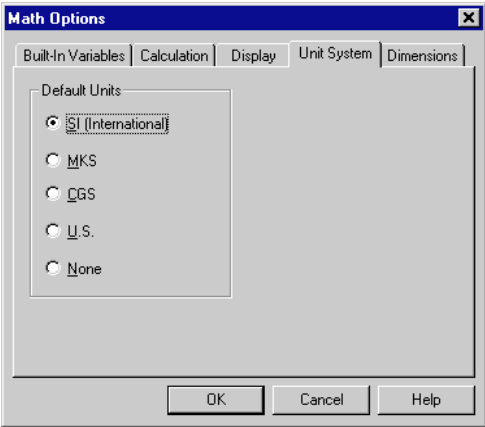 Math Options
Built-In Variables Calculation Display Unit System Dimensions
Default Units
SI (International)
MKS
CGS
U.S.
None
OK Cancel Help